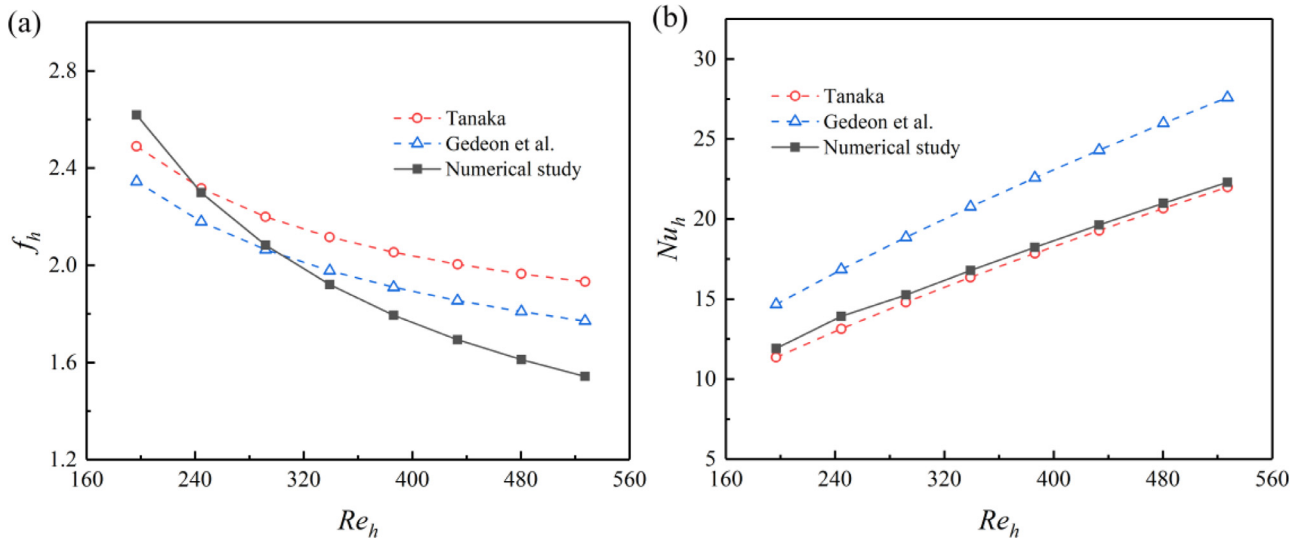 (a)
2.8
2.4
2.0
1.6
1.2
f_h
Tanaka
Gedeon et al.
Numerical study
160 240 320 400 480 560
Re_h
(b)
30
25
20
15
10
5
Nu_h
Tanaka
Gedeon et al.
Numerical study
160 240 320 400 480 560
Re_h